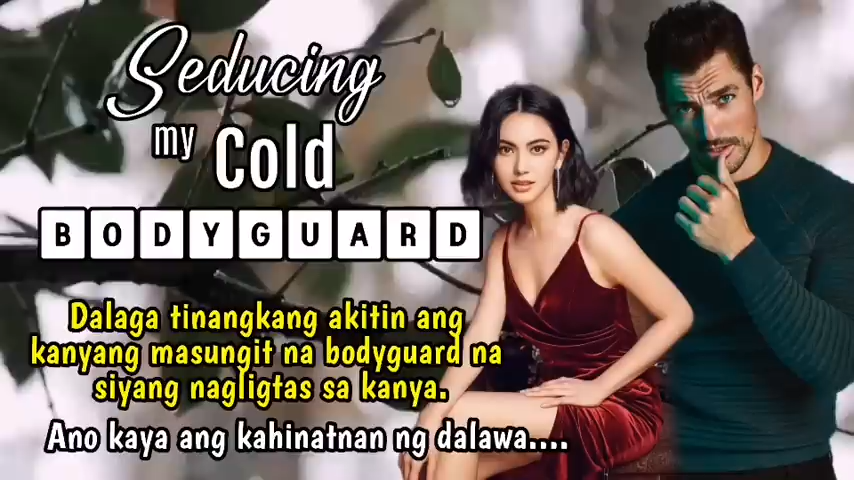 Seducing
my Cold
BODYGUARD
Dalaga tinangkang akitin ang
kanyang masungit na bodyguard na
siyang nagligtas sa kanya.
Ano kaya ang kahinatnan ng dalawa....